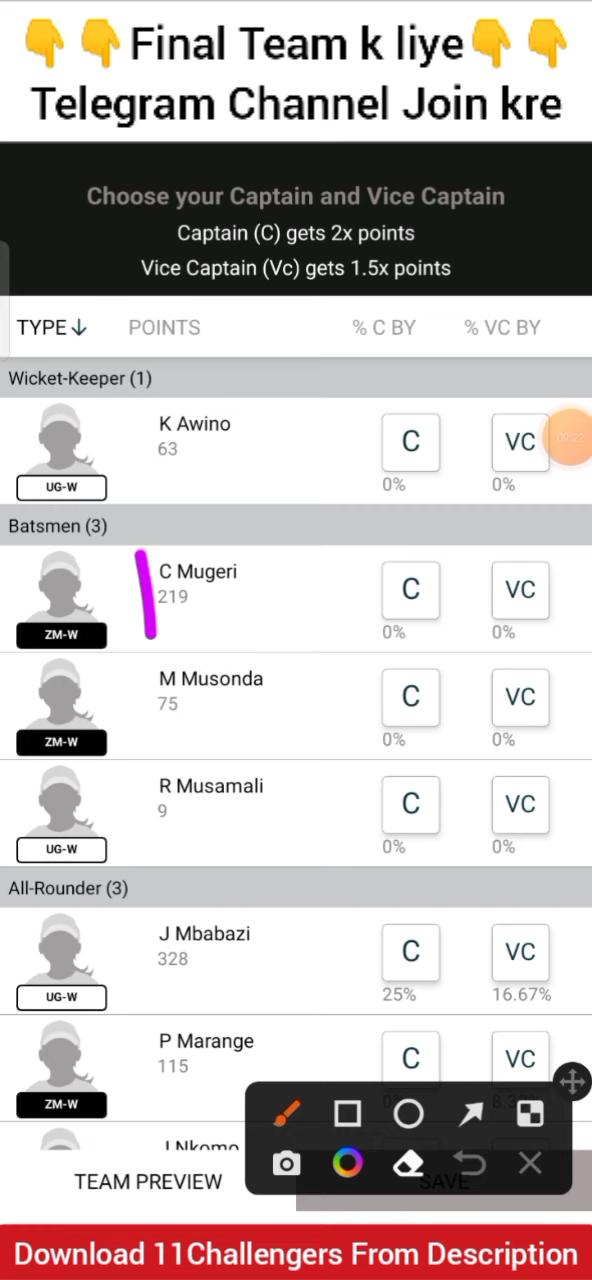 👇👇Final Team k liye👇👇
Telegram Channel Join kre
Choose your Captain and Vice Captain
Captain (C) gets 2x points
Vice Captain (Vc) gets 1.5x points
TYPE↓ POINTS % C BY % VC BY
Wicket-Keeper (1)
K Awino
63
C VC
UG-W
0% 0%
Batsmen (3)
C Mugeri
219
C VC
ZM-W
0% 0%
M Musonda
75
C VC
ZM-W
0% 0%
R Musamali
9
C VC
UG-W
0% 0%
All-Rounder (3)
J Mbabazi
328
C VC
UG-W
25% 16.67%
P Marange
115
C VC
ZM-W
TEAM PREVIEW SAVE
Download 11Challengers From Description